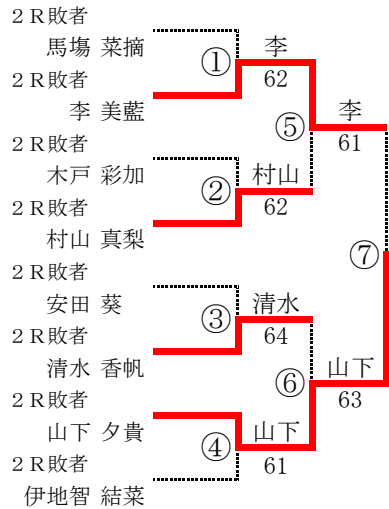 2R敗者
馬塲 菜摘
2R敗者
李 美藍
2R敗者
木戸 彩加
2R敗者
村山 真梨
2R敗者
安田 葵
2R敗者
清水 香帆
2R敗者
山下 夕貴
2R敗者
伊地智 結菜
① 李
62
② 村山
62
③ 清水
64
④ 山下
61
⑤ 李
61
⑥ 山下
63
⑦